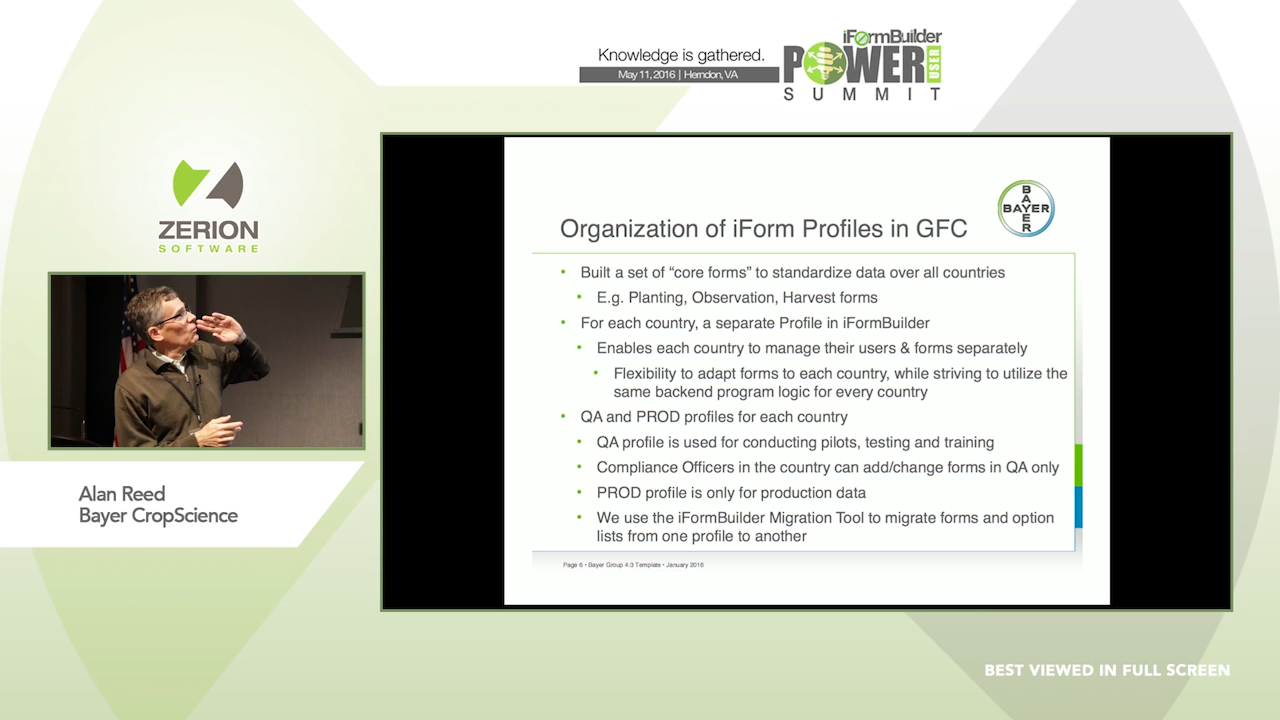 Knowledge is gathered.
May 11, 2016 | Herndon, VA
iFormBuilder
POWER
USER
SUMMIT
ZERION
SOFTWARE
Alan Reed
Bayer CropScience
BAYER
BAYER
Organization of iForm Profiles in GFC
• Built a set of “core forms” to standardize data over all countries
• E.g. Planting, Observation, Harvest forms
• For each country, a separate Profile in iFormBuilder
• Enables each country to manage their users & forms separately
• Flexibility to adapt forms to each country, while striving to utilize the
same backend program logic for every country
• QA and PROD profiles for each country
• QA profile is used for conducting pilots, testing and training
• Compliance Officers in the country can add/change forms in QA only
• PROD profile is only for production data
• We use the iFormBuilder Migration Tool to migrate forms and option
lists from one profile to another
Page 6 • Bayer Group 4:3 Template • January 2016
BEST VIEWED IN FULL SCREEN